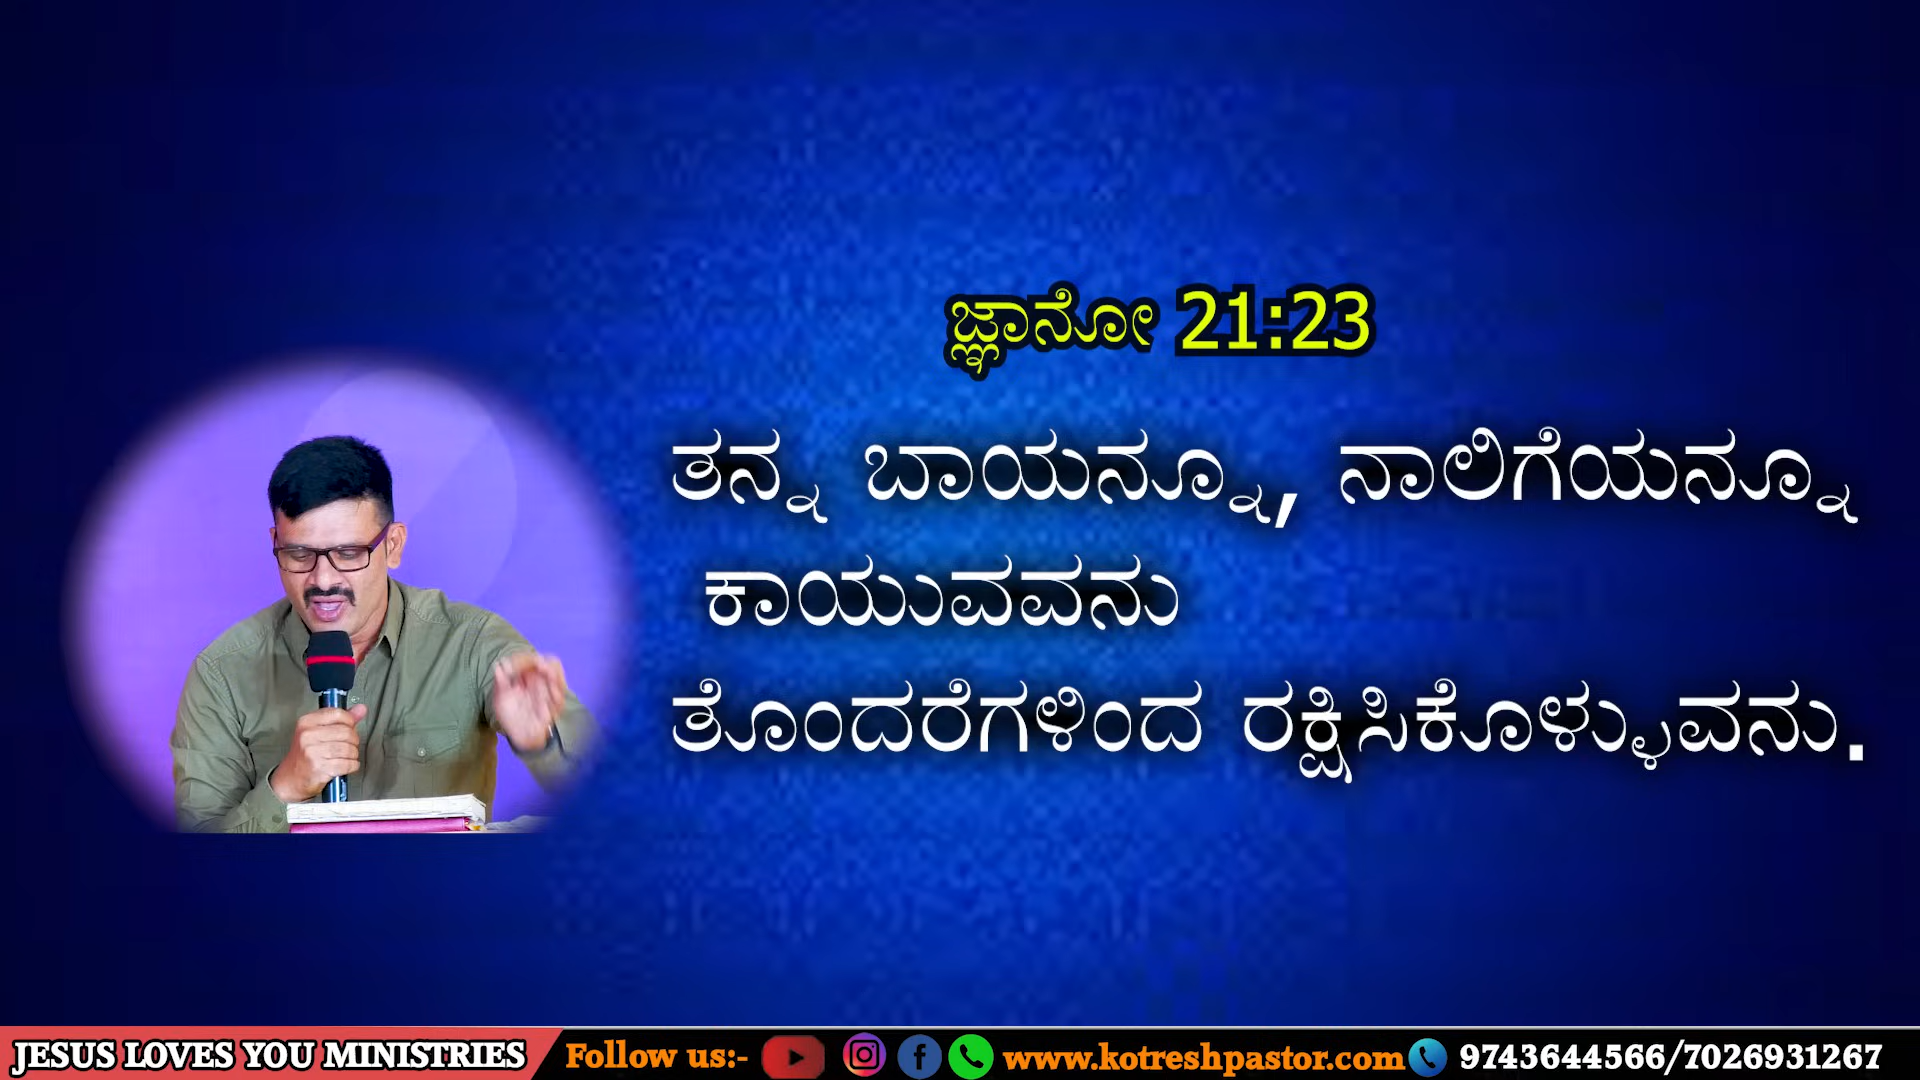 ಜ್ಞಾನೋ 21:23
ತನ್ನ ಬಾಯನ್ನೂ, ನಾಲಿಗೆಯನ್ನೂ
ಕಾಯುವವನು
ತೊಂದರೆಗಳಿಂದ ರಕ್ಷಿಸಿಕೊಳ್ಳುವನು.
JESUS LOVES YOU MINISTRIES Follow us:- www.kotreshpastor.com 9743644566/7026931267